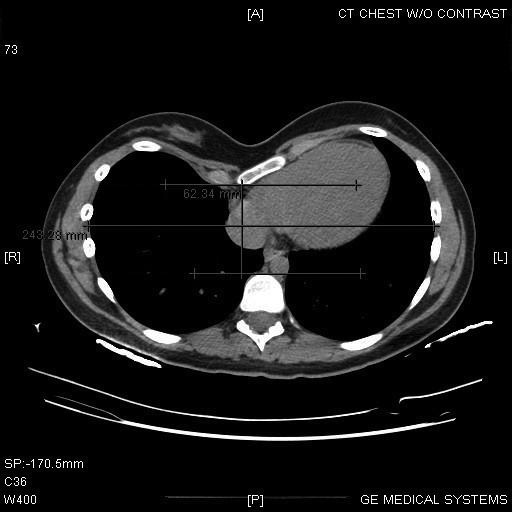 [A]
CT CHEST W/O CONTRAST
73
62.34 mm
243.28 mm
[R]
[L]
SP:-170.5mm
C36
W400
[P]
GE MEDICAL SYSTEMS